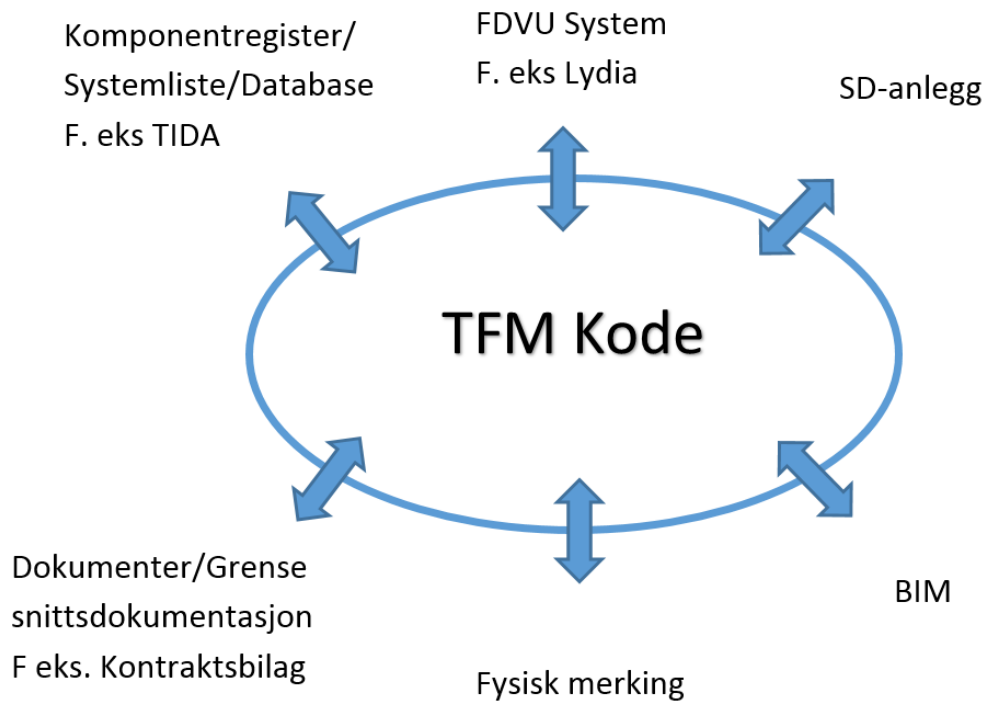 Komponentregister/
Systemliste/Database
F. eks TIDA
FDVU System
F. eks Lydia
SD-anlegg
TFM Kode
Dokumenter/Grense
snittsdokumentasjon
F eks. Kontraktsbilag
Fysisk merking
BIM